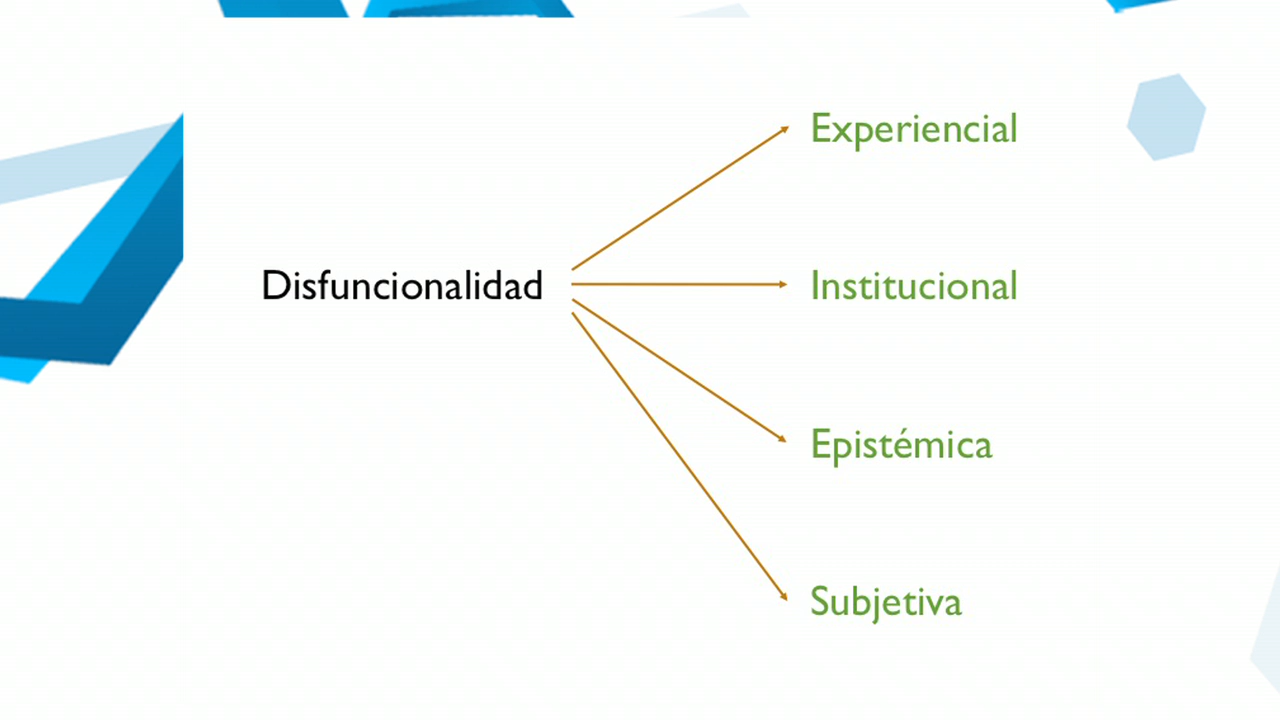 Experiencial
Disfuncionalidad
Institucional
Epistémica
Subjetiva